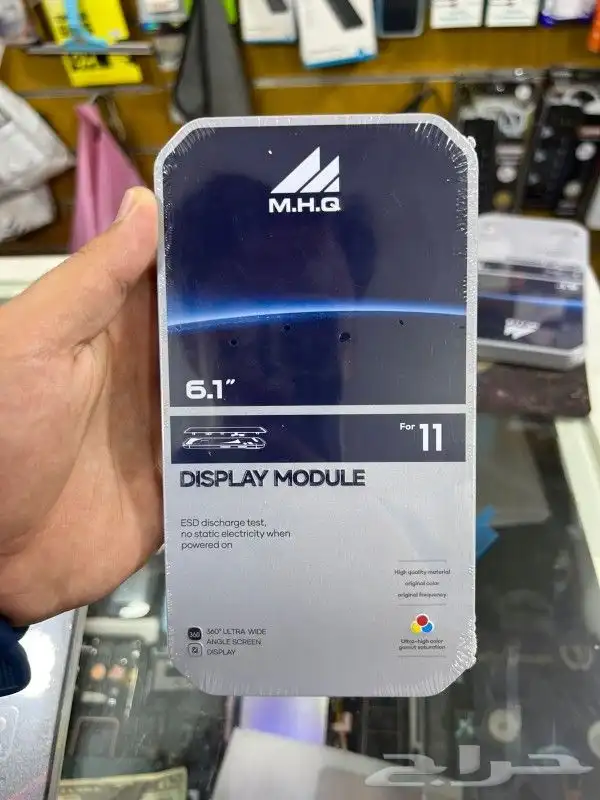 M.H.Q
6.1"
For 11
DISPLAY MODULE
ESD discharge test,
no static electricity when
powered on
High quality material
original color
original frequency
360
360° ULTRA WIDE
ANGLE SCREEN
DISPLAY
Ultra-high color
gamut saturation
حراج